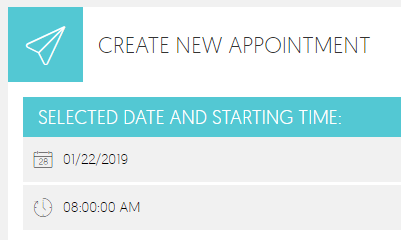 CREATE NEW APPOINTMENT
SELECTED DATE AND STARTING TIME:
28
01/22/2019
08:00:00 AM